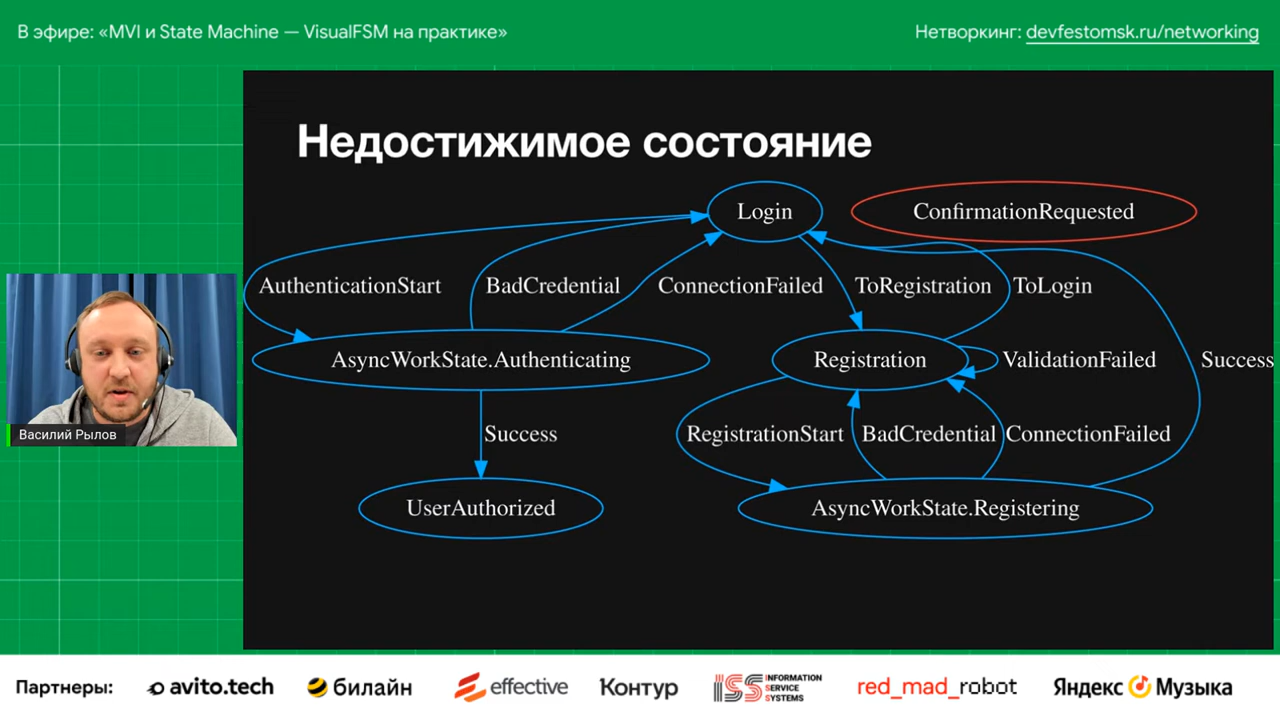 В эфире: «MVI и State Machine — VisualFSM на практике»
Нетворкинг: devfestomsk.ru/networking
Недостижимое состояние
Login
ConfirmationRequested
AuthenticationStart
BadCredential
ConnectionFailed
ToRegistration
ToLogin
AsyncWorkState.Authenticating
Registration
ValidationFailed
Success
Success
RegistrationStart
BadCredential
ConnectionFailed
UserAuthorized
AsyncWorkState.Registering
Василий Рылов
Партнеры:
avito.tech
билайн
effective
Контур
ISS INFORMATION
SERVICE
SYSTEMS
red_mad_robot
Яндекс Музыка